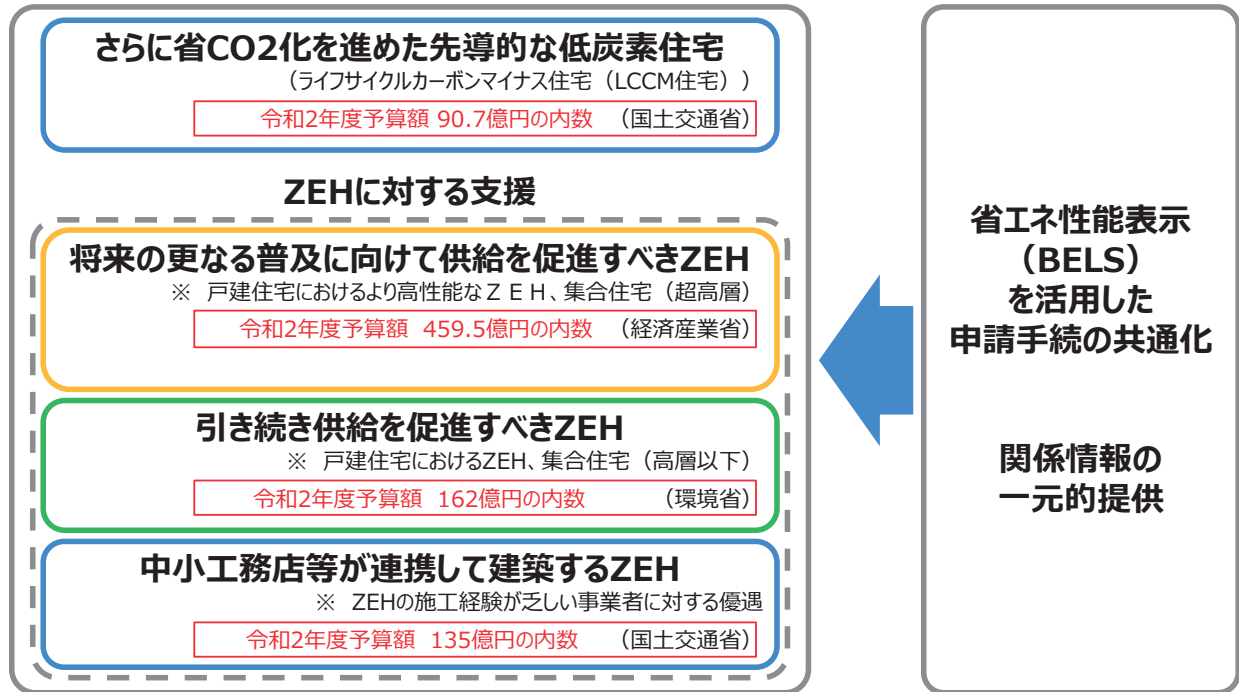 さらに省CO2化を進めた先導的な低炭素住宅
（ライフサイクルカーボンマイナス住宅（LCCM住宅））
令和2年度予算額 90.7億円の内数 （国土交通省）
ZEHに対する支援
将来の更なる普及に向けて供給を促進すべきZEH
※ 戸建住宅におけるより高性能なＺＥＨ、集合住宅（超高層）
令和2年度予算額 459.5億円の内数 （経済産業省）
引き続き供給を促進すべきZEH
※ 戸建住宅におけるZEH、集合住宅（高層以下）
令和2年度予算額 162億円の内数 （環境省）
中小工務店等が連携して建築するZEH
※ ZEHの施工経験が乏しい事業者に対する優遇
令和2年度予算額 135億円の内数 （国土交通省）
省エネ性能表示
（BELS）
を活用した
申請手続の共通化
関係情報の
一元的提供